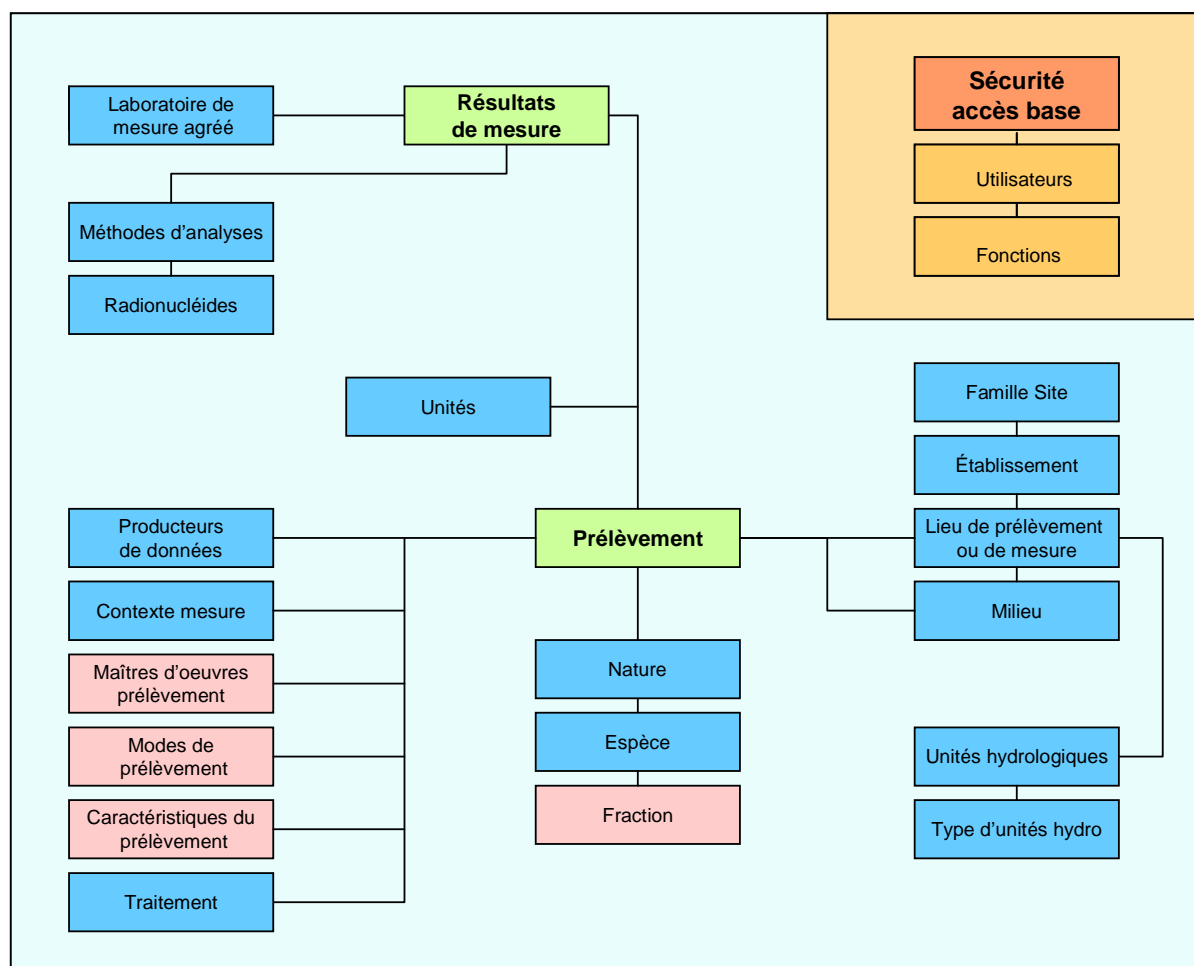 Laboratoire de
mesure agréé
Résultats
de mesure
Sécurité
accès base
Utilisateurs
Fonctions
Méthodes d'analyses
Radionucléides
Unités
Famille Site
Établissement
Lieu de prélèvement
ou de mesure
Milieu
Producteurs
de données
Prélèvement
Contexte mesure
Maîtres d'oeuvres
prélèvement
Modes de
prélèvement
Caractéristiques du
prélèvement
Traitement
Nature
Espèce
Fraction
Unités hydrologiques
Type d'unités hydro